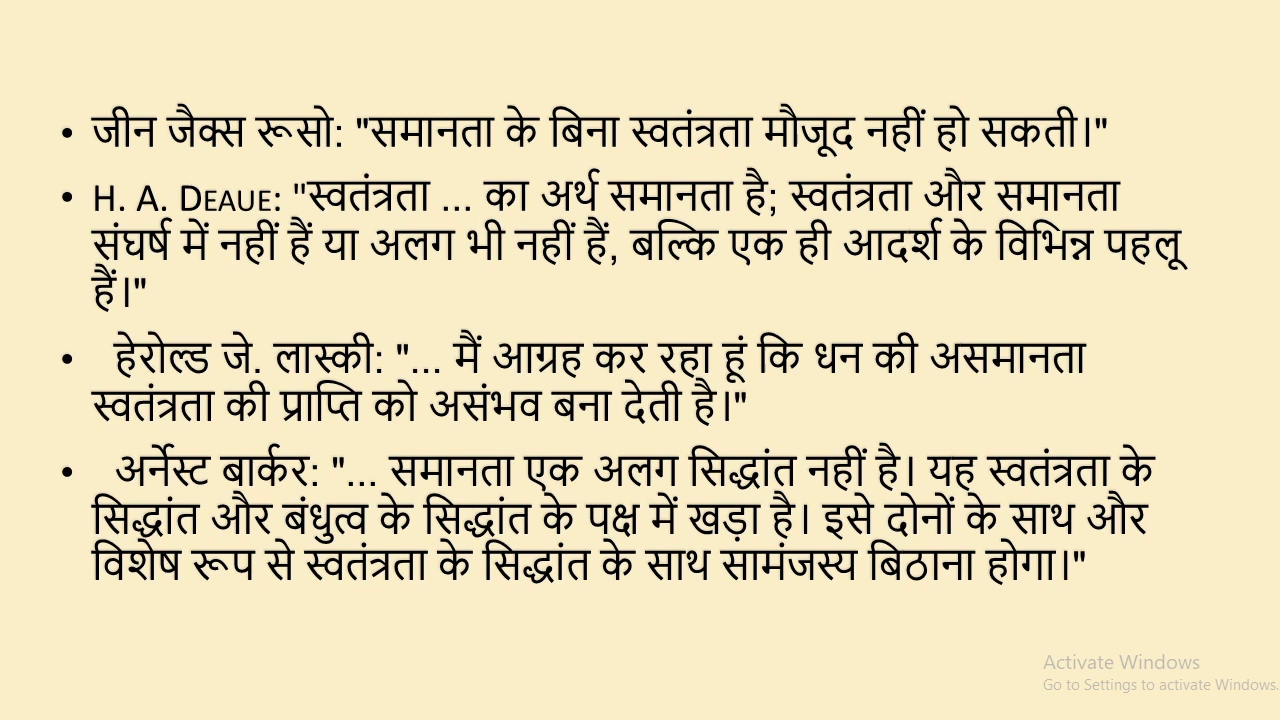 • जीन जैक्स रूसो: "समानता के बिना स्वतंत्रता मौजूद नहीं हो सकती।"
• H. A. DEAUE: "स्वतंत्रता ... का अर्थ समानता है; स्वतंत्रता और समानता
संघर्ष में नहीं हैं या अलग भी नहीं हैं, बल्कि एक ही आदर्श के विभिन्न पहलू
हैं।"
• हेरोल्ड जे. लास्की: "... मैं आग्रह कर रहा हूं कि धन की असमानता
स्वतंत्रता की प्राप्ति को असंभव बना देती है।"
• अर्नेस्ट बार्कर: "... समानता एक अलग सिद्धांत नहीं है। यह स्वतंत्रता के
सिद्धांत और बंधुत्व के सिद्धांत के पक्ष में खड़ा है। इसे दोनों के साथ और
विशेष रूप से स्वतंत्रता के सिद्धांत के साथ सामंजस्य बिठाना होगा।"
Activate Windows
Go to Settings to activate Windows.